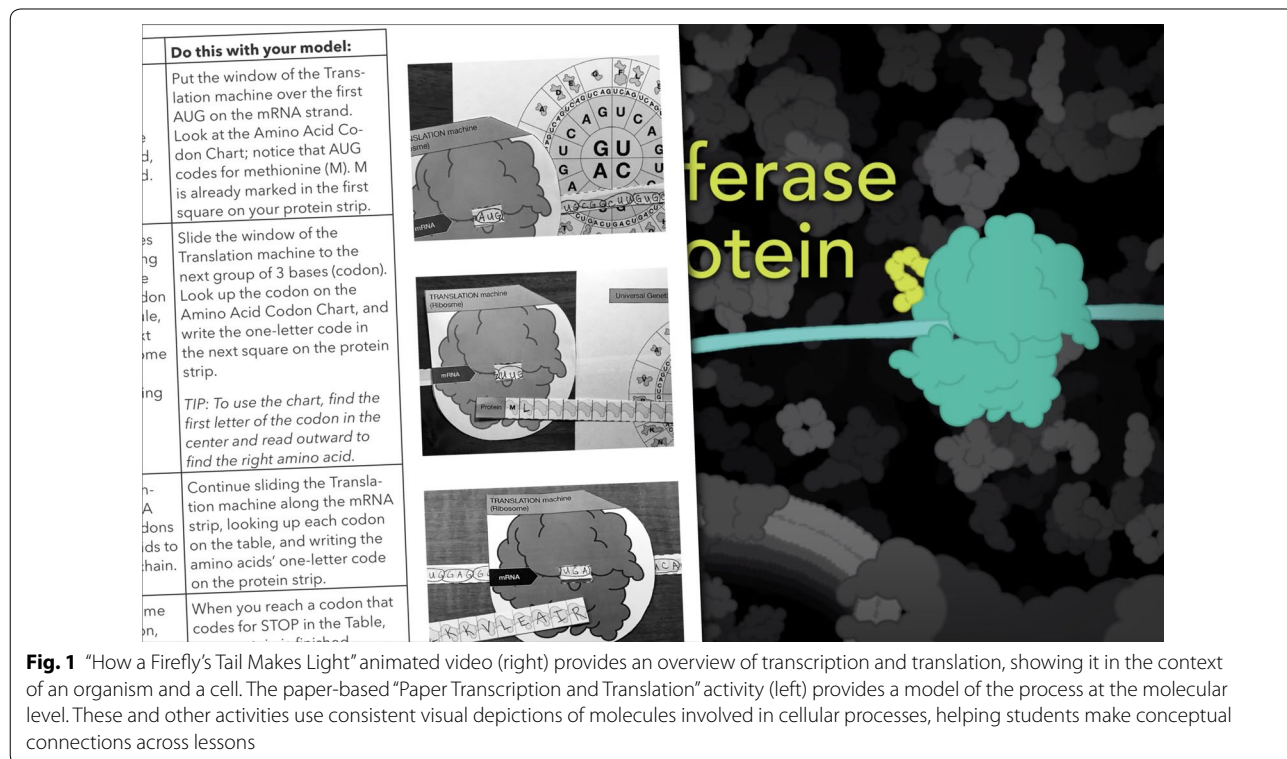 Do this with your model:
Put the window of the Trans-
lation machine over the first
AUG on the mRNA strand.
Look at the Amino Acid Co-
don Chart; notice that AUG
codes for methionine (M). M
is already marked in the first
square on your protein strip.
Slide the window of the
Translation machine to the
next group of 3 bases (codon).
Look up the codon on the
Amino Acid Codon Chart, and
write the one-letter code in
the next square on the protein
strip.
TIP: To use the chart, find the
first letter of the codon in the
center and read outward to
find the right amino acid.
Continue sliding the Transla-
tion machine along the mRNA
strip, looking up each codon
on the table, and writing the
amino acids' one-letter code
on the protein strip.
When you reach a codon that
codes for STOP in the Table,
mRNA
AUG
TRANSLATION machine
(Ribosme)
mRNA
Protein M L
TRANSLATION machine
(Ribosome)
mRNA
UGA
RKVLEAIR
ferase
otein
Fig. 1 “How a Firefly’s Tail Makes Light” animated video (right) provides an overview of transcription and translation, showing it in the context
of an organism and a cell. The paper-based “Paper Transcription and Translation” activity (left) provides a model of the process at the molecular
level. These and other activities use consistent visual depictions of molecules involved in cellular processes, helping students make conceptual
connections across lessons